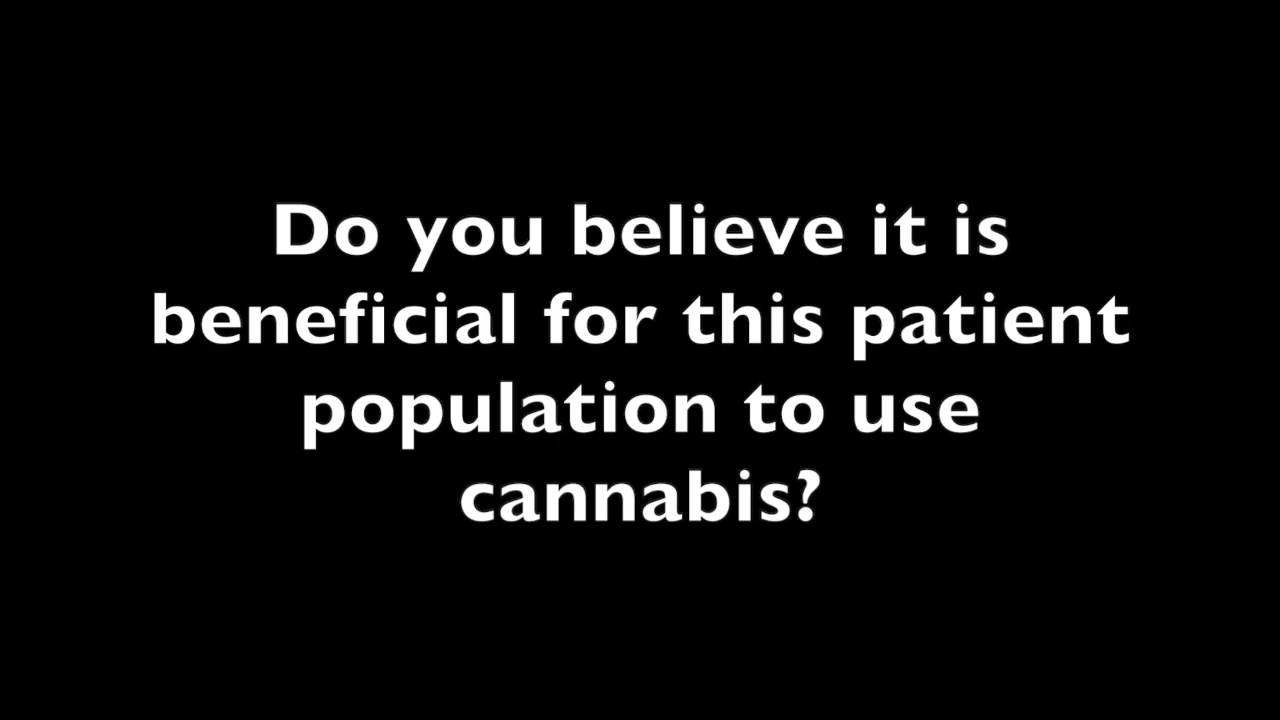 Do you believe it is
beneficial for this patient
population to use
cannabis?